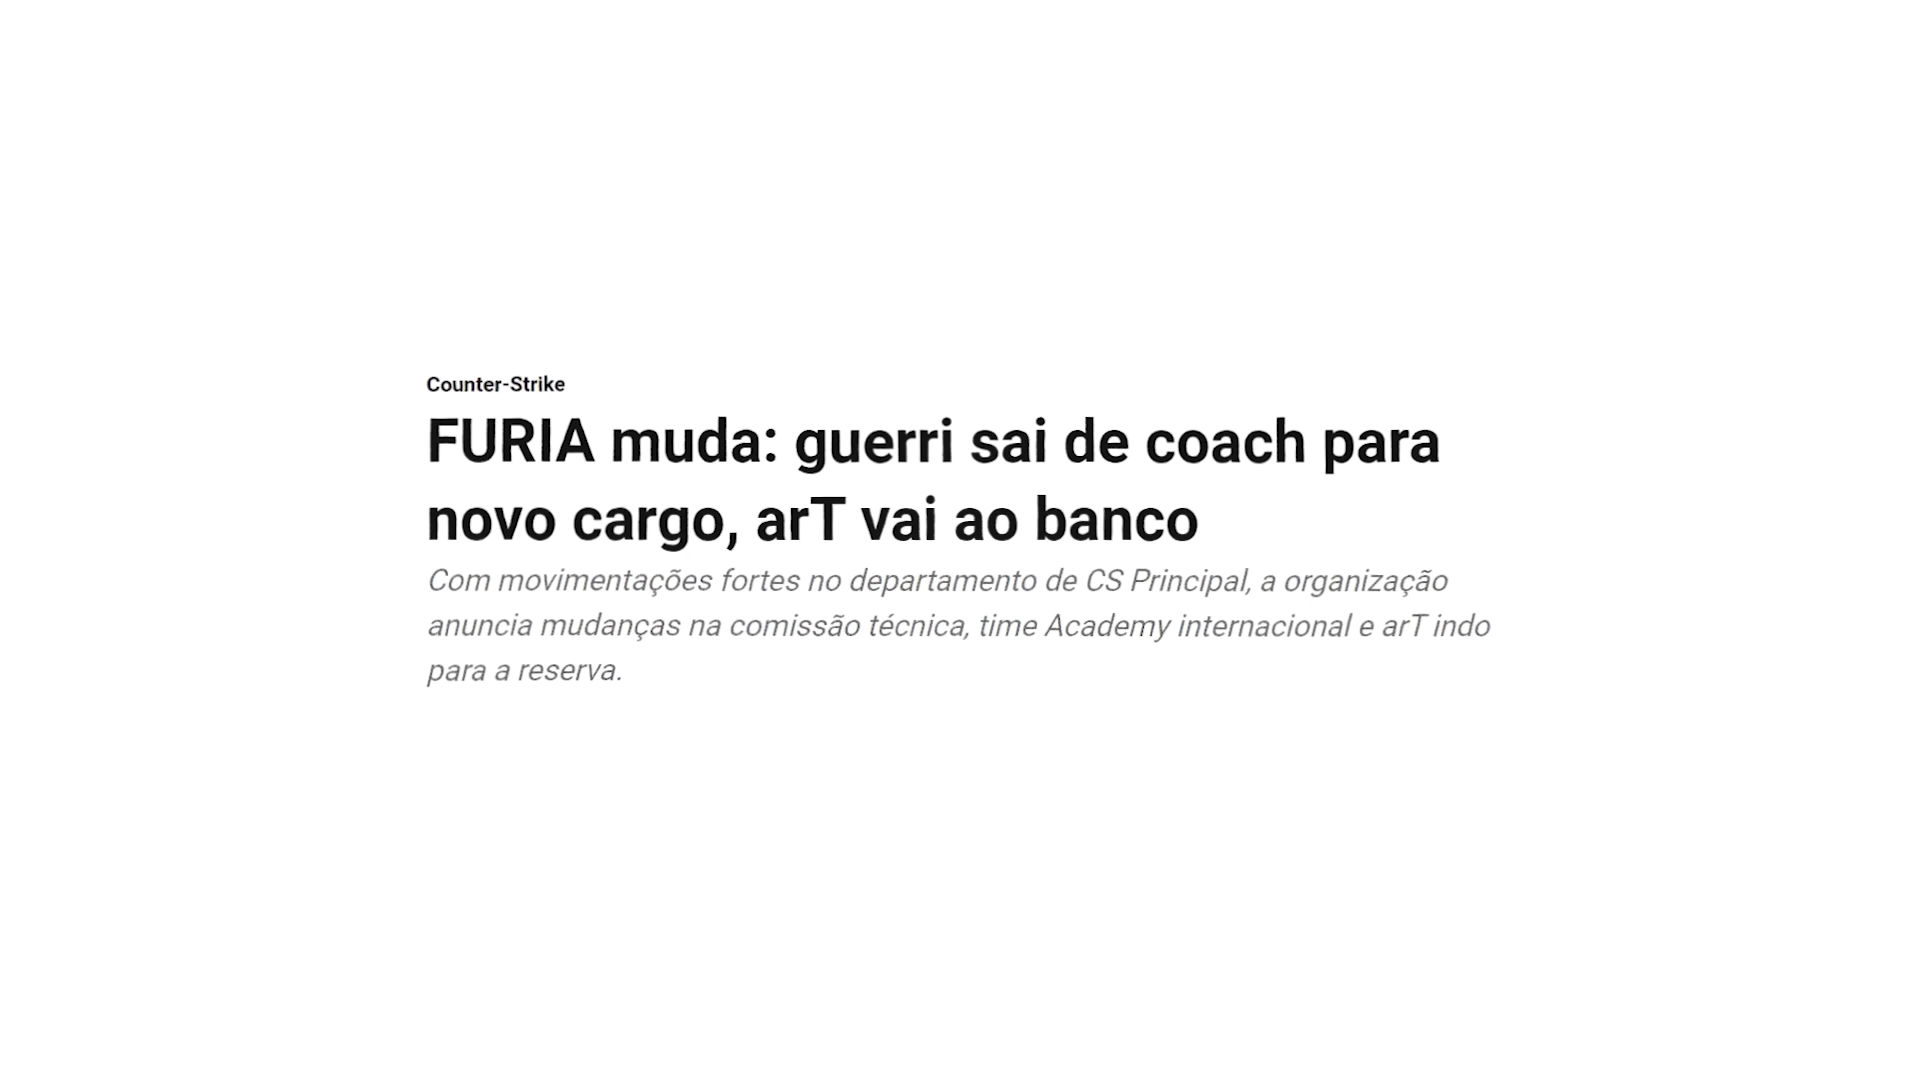 Counter-Strike
FURIA muda: guerri sai de coach para
novo cargo, arT vai ao banco
Com movimentações fortes no departamento de CS Principal, a organização
anuncia mudanças na comissão técnica, time Academy internacional e arT indo
para a reserva.